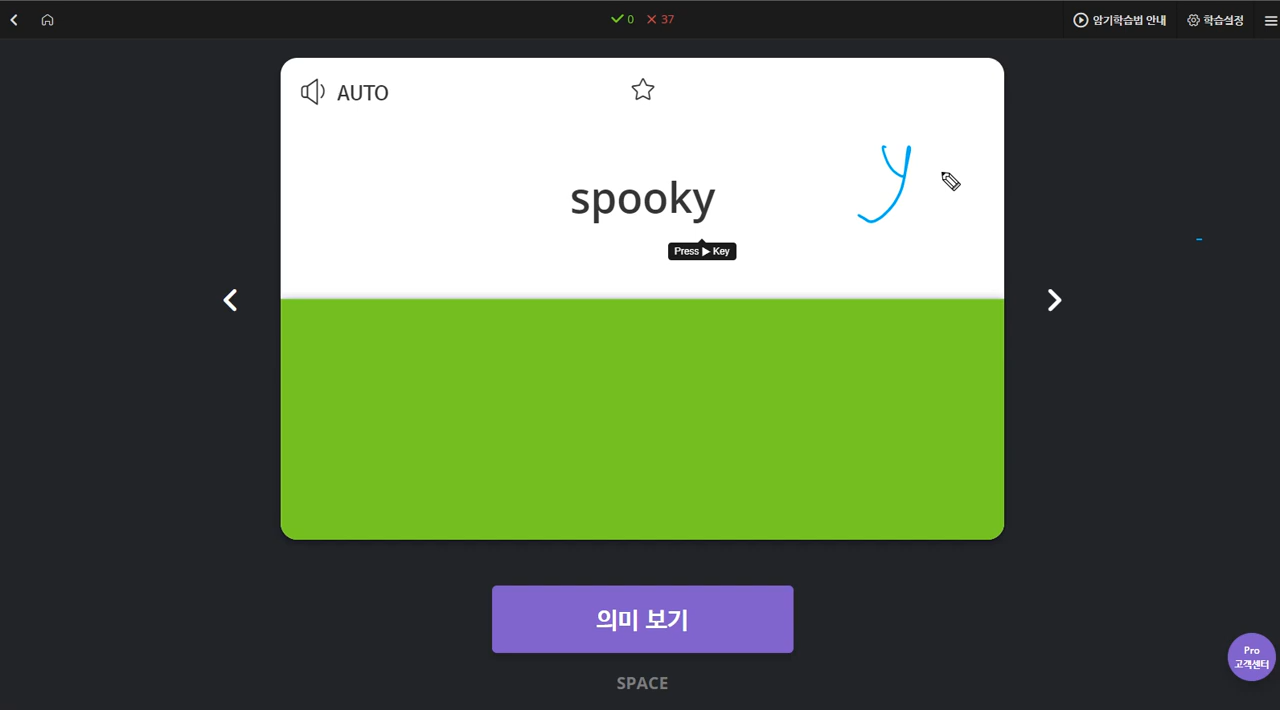 0 37 암기학습법 안내 학습설정
AUTO
spooky
y
Press ▶ Key
의미 보기
SPACE
Pro
고객센터